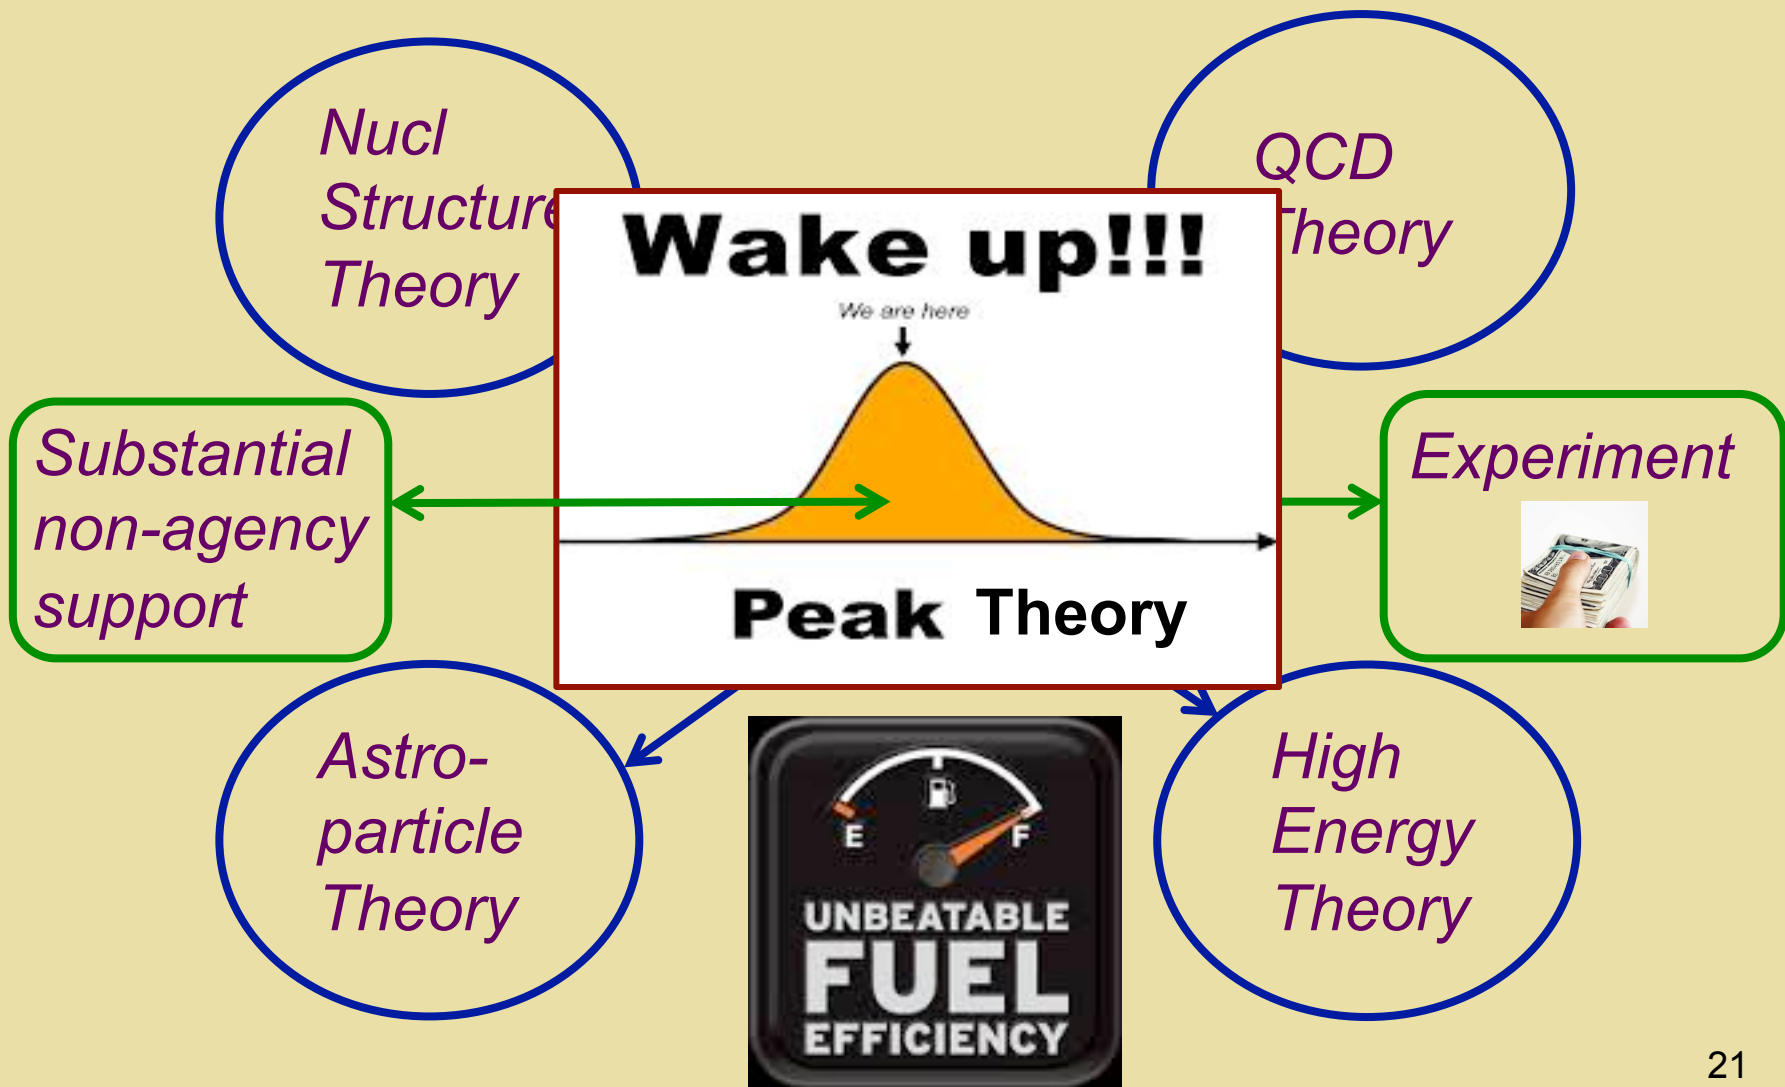 Nucl
Structure
Theory
QCD
Theory
Wake up!!!
We are here
Peak Theory
Substantial
non-agency
support
Experiment
Astro-
particle
Theory
E
F
UNBEATABLE
FUEL
EFFICIENCY
High
Energy
Theory
21